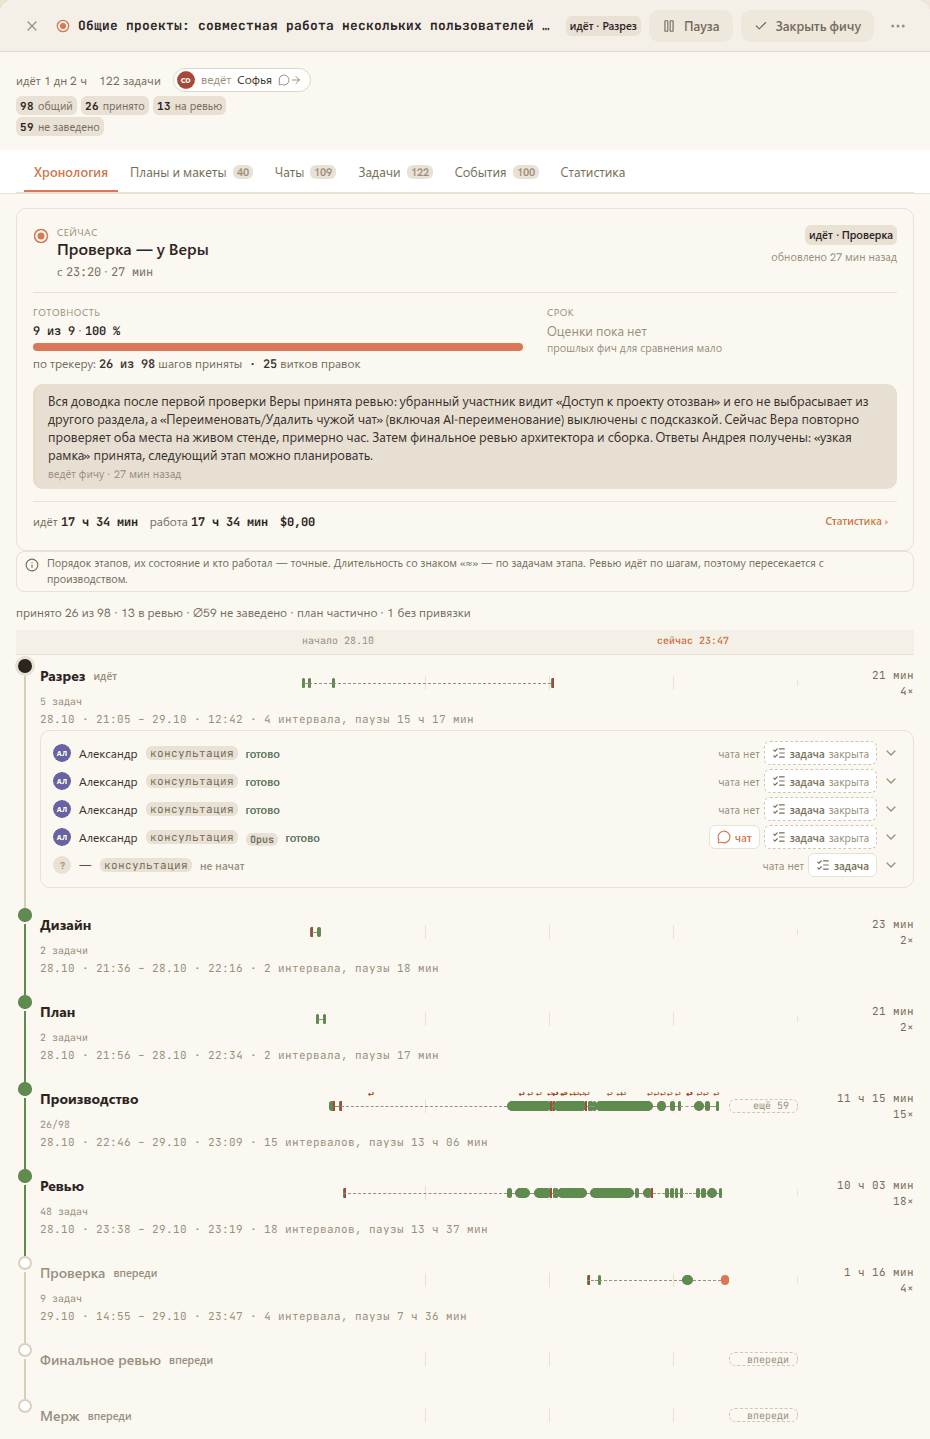 Общие проекты: совместная работа нескольких пользователей …
идёт · Разрез
Пауза
Закрыть фичу
идёт 1 дн 2 ч 122 задачи
СО ведёт Софья
98 общий 26 принято 13 на ревью
59 не заведено
Хронология Планы и макеты 40 Чаты 109 Задачи 122 События 100 Статистика
СЕЙЧАС
Проверка — у Веры
с 23:20 · 27 мин
идёт · Проверка
обновлено 27 мин назад
ГОТОВНОСТЬ
9 из 9 · 100 %
по трекеру: 26 из 98 шагов приняты · 25 витков правок
СРОК
Оценки пока нет
прошлых фич для сравнения мало
Вся доводка после первой проверки Веры принята ревью: убранный участник видит «Доступ к проекту отозван» и его не выбрасывает из
другого раздела, а «Переименовать/Удалить чужой чат» (включая AI-переименование) выключены с подсказкой. Сейчас Вера повторно
проверяет оба места на живом стенде, примерно час. Затем финальное ревью архитектора и сборка. Ответы Андрея получены: «узкая
рамка» принята, следующий этап можно планировать.
ведёт фичу · 27 мин назад
идёт 17 ч 34 мин работа 17 ч 34 мин $0,00
Статистика ›
Порядок этапов, их состояние и кто работал — точные. Длительность со знаком «≈» — по задачам этапа. Ревью идёт по шагам, поэтому пересекается с
производством.
принято 26 из 98 · 13 в ревью · ∅59 не заведено · план частично · 1 без привязки
начало 28.10 сейчас 23:47
Разрез идёт
21 мин
4×
5 задач
28.10 · 21:05 – 29.10 · 12:42 · 4 интервала, паузы 15 ч 17 мин
АЛ Александр консультация готово чата нет задача закрыта
АЛ Александр консультация готово чата нет задача закрыта
АЛ Александр консультация готово чата нет задача закрыта
АЛ Александр консультация Opus готово чат задача закрыта
? — консультация не начат чата нет задача
Дизайн
23 мин
2×
2 задачи
28.10 · 21:36 – 28.10 · 22:16 · 2 интервала, паузы 18 мин
План
21 мин
2×
2 задачи
28.10 · 21:56 – 28.10 · 22:34 · 2 интервала, паузы 17 мин
Производство
ещё 59
11 ч 15 мин
15×
26/98
28.10 · 22:46 – 29.10 · 23:09 · 15 интервалов, паузы 13 ч 06 мин
Ревью
10 ч 03 мин
18×
48 задач
28.10 · 23:38 – 29.10 · 23:19 · 18 интервалов, паузы 13 ч 37 мин
Проверка впереди
1 ч 16 мин
4×
9 задач
29.10 · 14:55 – 29.10 · 23:47 · 4 интервала, паузы 7 ч 36 мин
Финальное ревью впереди
впереди
Мерж впереди
впереди